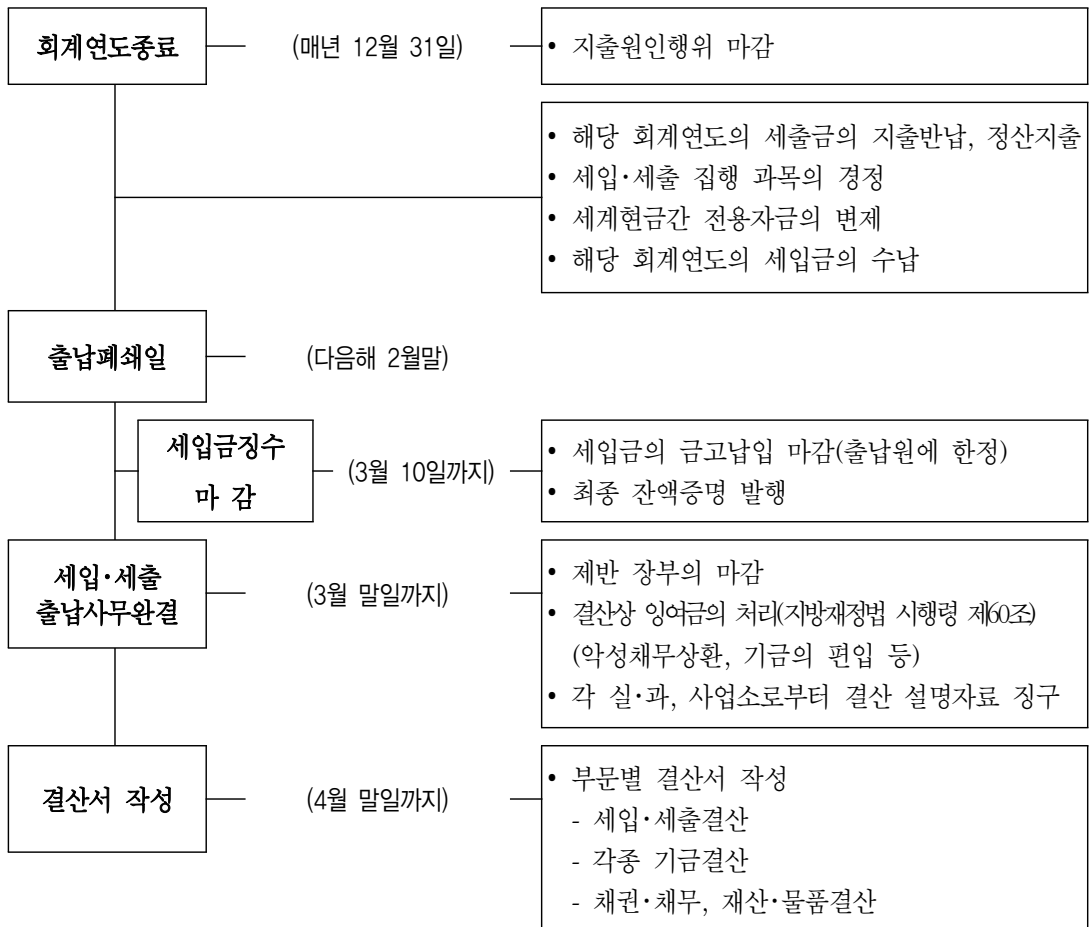 회계연도종료
(매년 12월 31일)
• 지출원인행위 마감
• 해당 회계연도의 세출금의 지출반납, 정산지출
• 세입·세출 집행 과목의 경정
• 세계현금간 전용자금의 변제
• 해당 회계연도의 세입금의 수납
출납폐쇄일
(다음해 2월말)
세입금징수
마 감
(3월 10일까지)
• 세입금의 금고납입 마감(출납원에 한정)
• 최종 잔액증명 발행
세입·세출
출납사무완결
(3월 말일까지)
• 제반 장부의 마감
• 결산상 잉여금의 처리(지방재정법 시행령 제60조)
(악성채무상환, 기금의 편입 등)
• 각 실·과, 사업소로부터 결산 설명자료 징구
결산서 작성
(4월 말일까지)
• 부문별 결산서 작성
- 세입·세출결산
- 각종 기금결산
- 채권·채무, 재산·물품결산